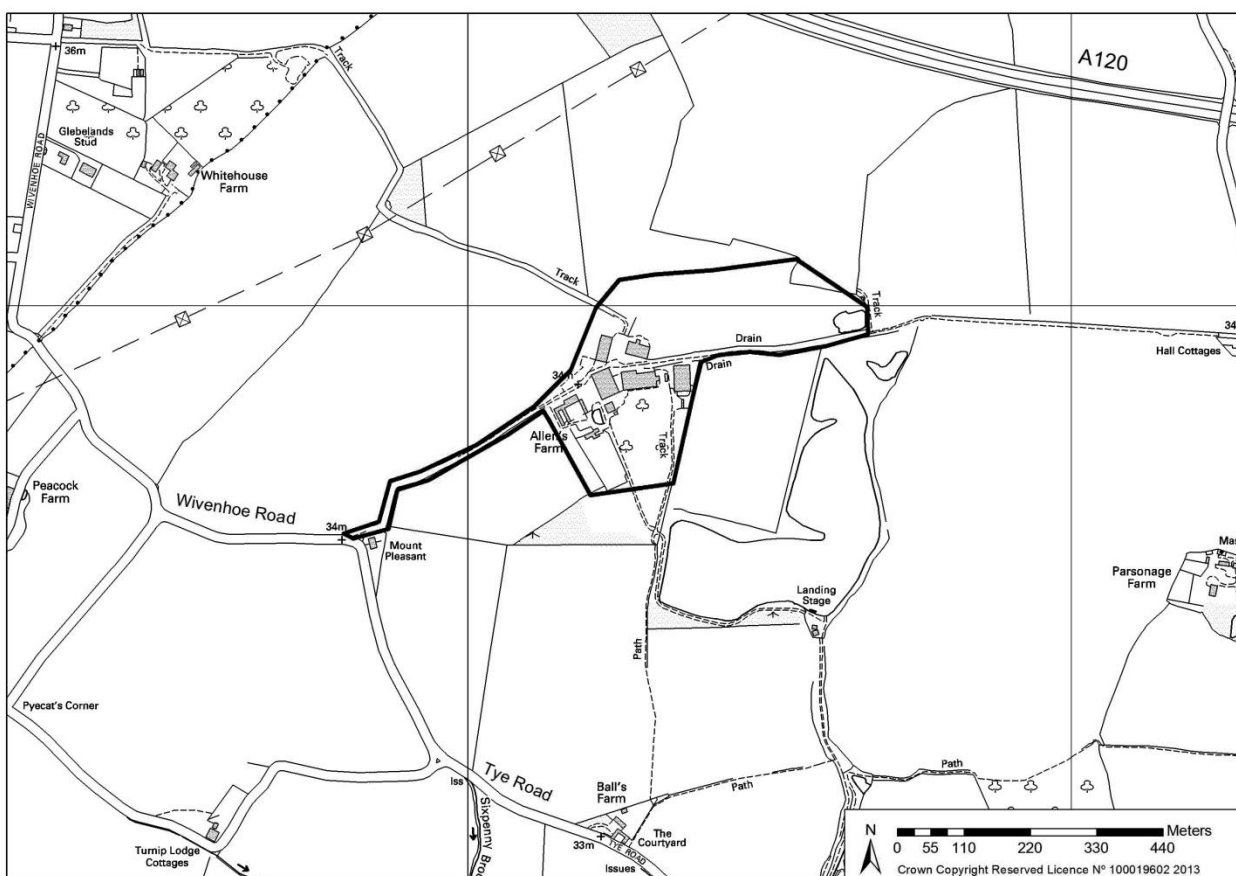 36m
Track
A120
WIVENHOE ROAD
Glebelands
Stud
Whitehouse
Farm
Track
Track
Drain
34
Hall Cottages
Drain
34m
Allen's
Farm
Track
Peacock
Farm
Wivenhoe Road
34m
Mount
Pleasant
Mas
Parsonage
Farm
Landing
Stage
Path
Pyecat's Corner
Tye Road
Iss
Sixpenny Broo
Ball's
Farm
Path
Path
The
Courtyard
33m
TYE ROAD
Issues
Turnip Lodge
Cottages
N
Meters
0 55 110 220 330 440
Crown Copyright Reserved Licence Nº 100019602 2013